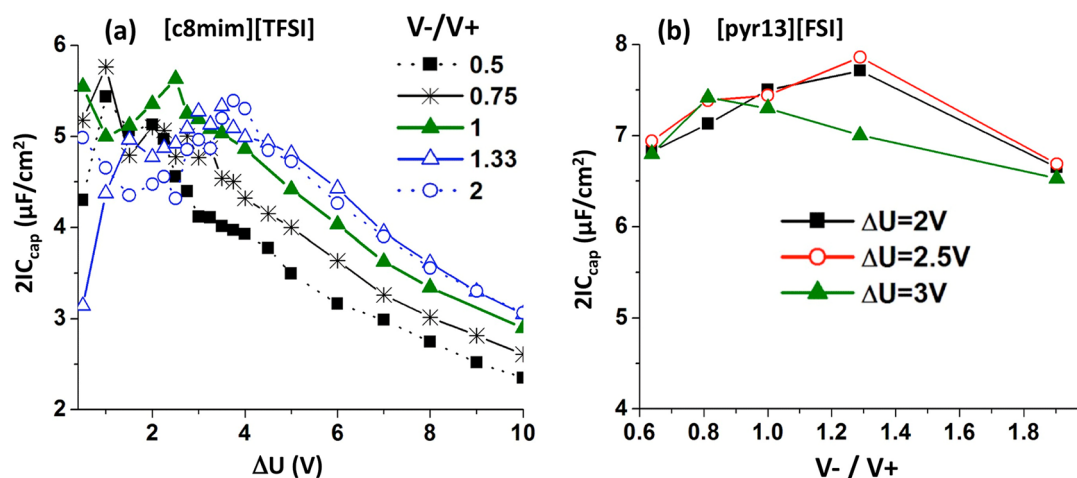 (a)
[c8mim][TFSI]
V-/V+
0.5
0.75
1
1.33
2
6
5
4
3
2
2IC_cap (µF/cm²)
2
4
6
8
10
ΔU (V)
(b)
[pyr13][FSI]
8
7
6
5
4
2IC_cap (µF/cm²)
ΔU=2V
ΔU=2.5V
ΔU=3V
0.6
0.8
1.0
1.2
1.4
1.6
1.8
V- / V+